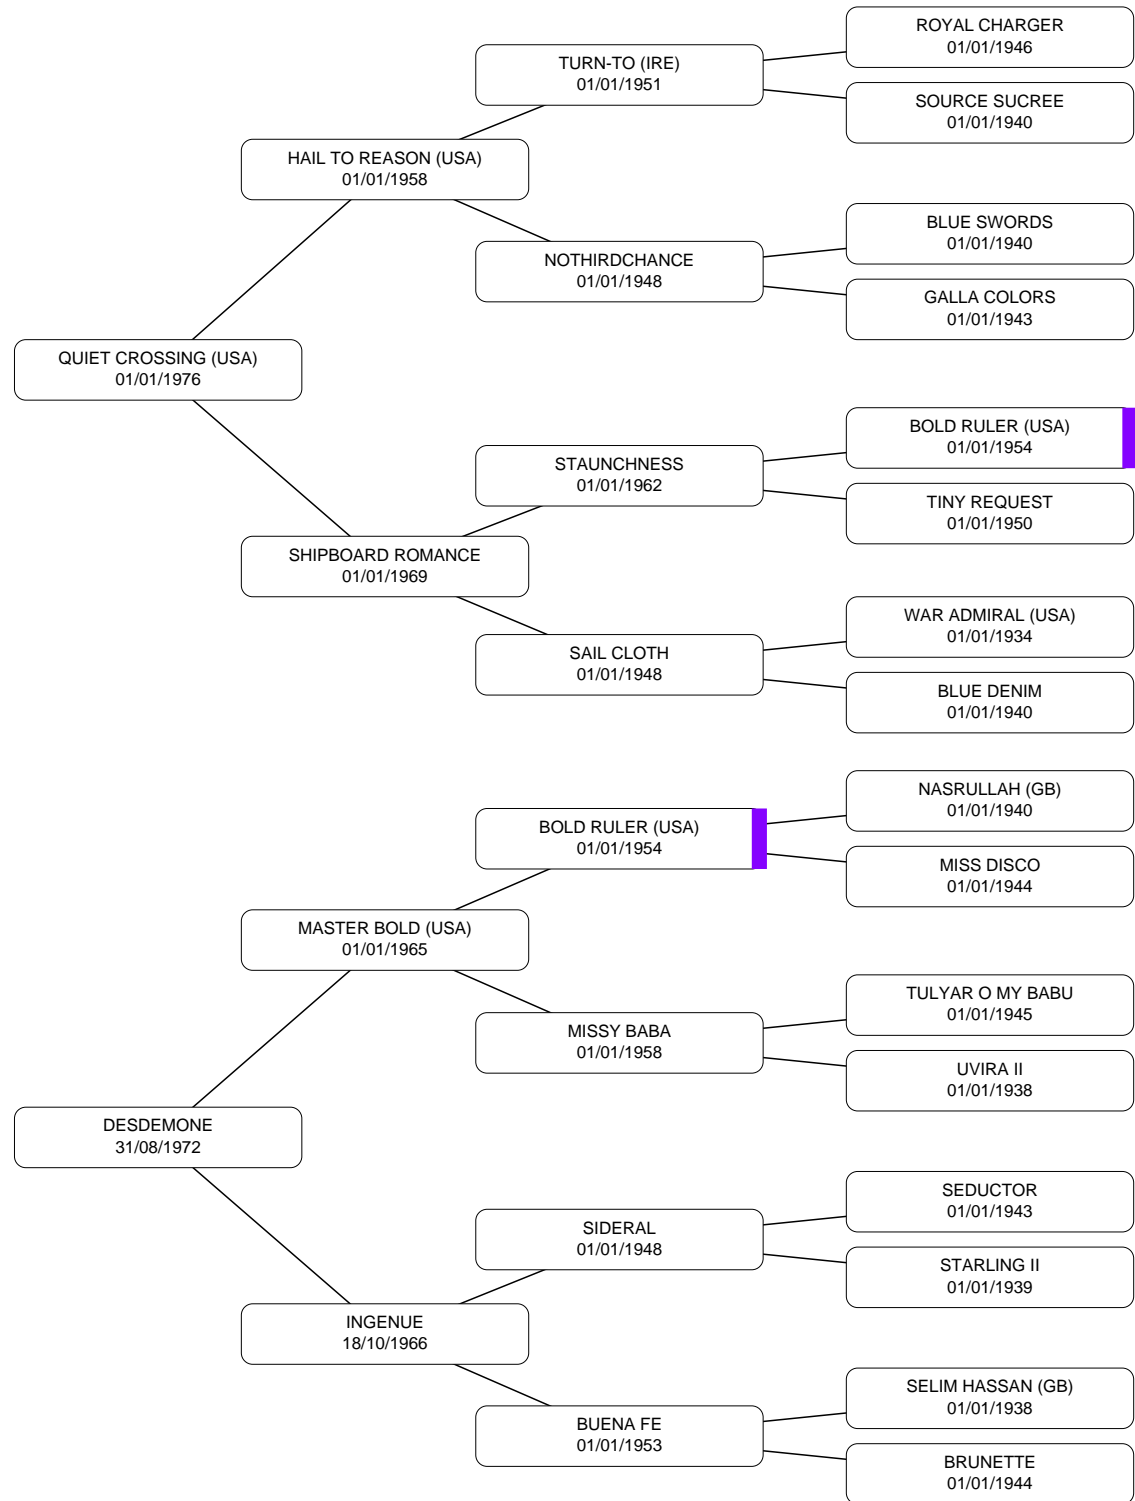 ROYAL CHARGER
01/01/1946
TURN-TO (IRE)
01/01/1951
SOURCE SUCREE
01/01/1940
HAIL TO REASON (USA)
01/01/1958
BLUE SWORDS
01/01/1940
NOTHIRDCHANCE
01/01/1948
GALLA COLORS
01/01/1943
QUIET CROSSING (USA)
01/01/1976
BOLD RULER (USA)
01/01/1954
STAUNCHNESS
01/01/1962
TINY REQUEST
01/01/1950
SHIPBOARD ROMANCE
01/01/1969
WAR ADMIRAL (USA)
01/01/1934
SAIL CLOTH
01/01/1948
BLUE DENIM
01/01/1940
NASRULLAH (GB)
01/01/1940
BOLD RULER (USA)
01/01/1954
MISS DISCO
01/01/1944
MASTER BOLD (USA)
01/01/1965
TULYAR O MY BABU
01/01/1945
MISSY BABA
01/01/1958
UVIRA II
01/01/1938
DESDEMONE
31/08/1972
SEDUCTOR
01/01/1943
SIDERAL
01/01/1948
STARLING II
01/01/1939
INGENUE
18/10/1966
SELIM HASSAN (GB)
01/01/1938
BUENA FE
01/01/1953
BRUNETTE
01/01/1944